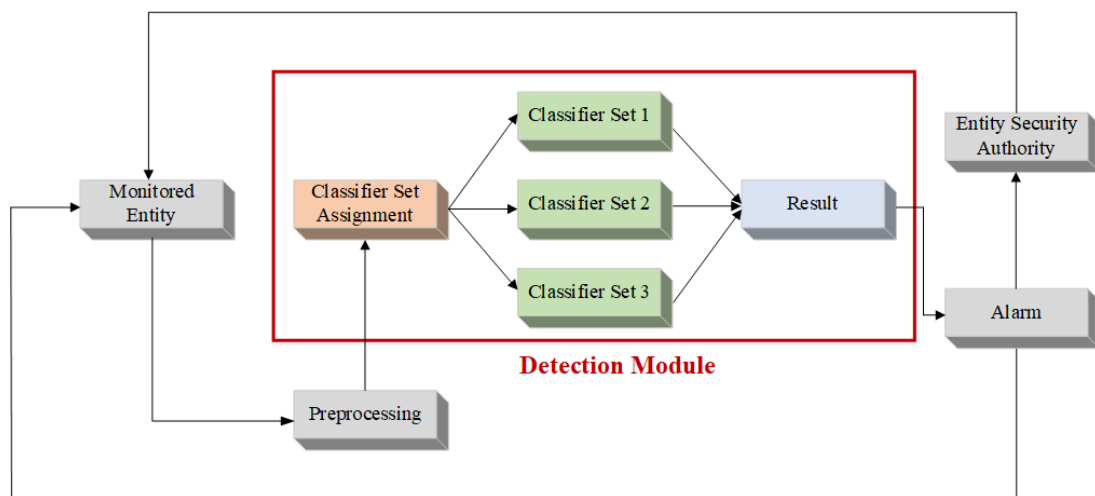 Monitored
Entity
Preprocessing
Classifier Set
Assignment
Classifier Set 1
Classifier Set 2
Classifier Set 3
Result
Detection Module
Alarm
Entity Security
Authority